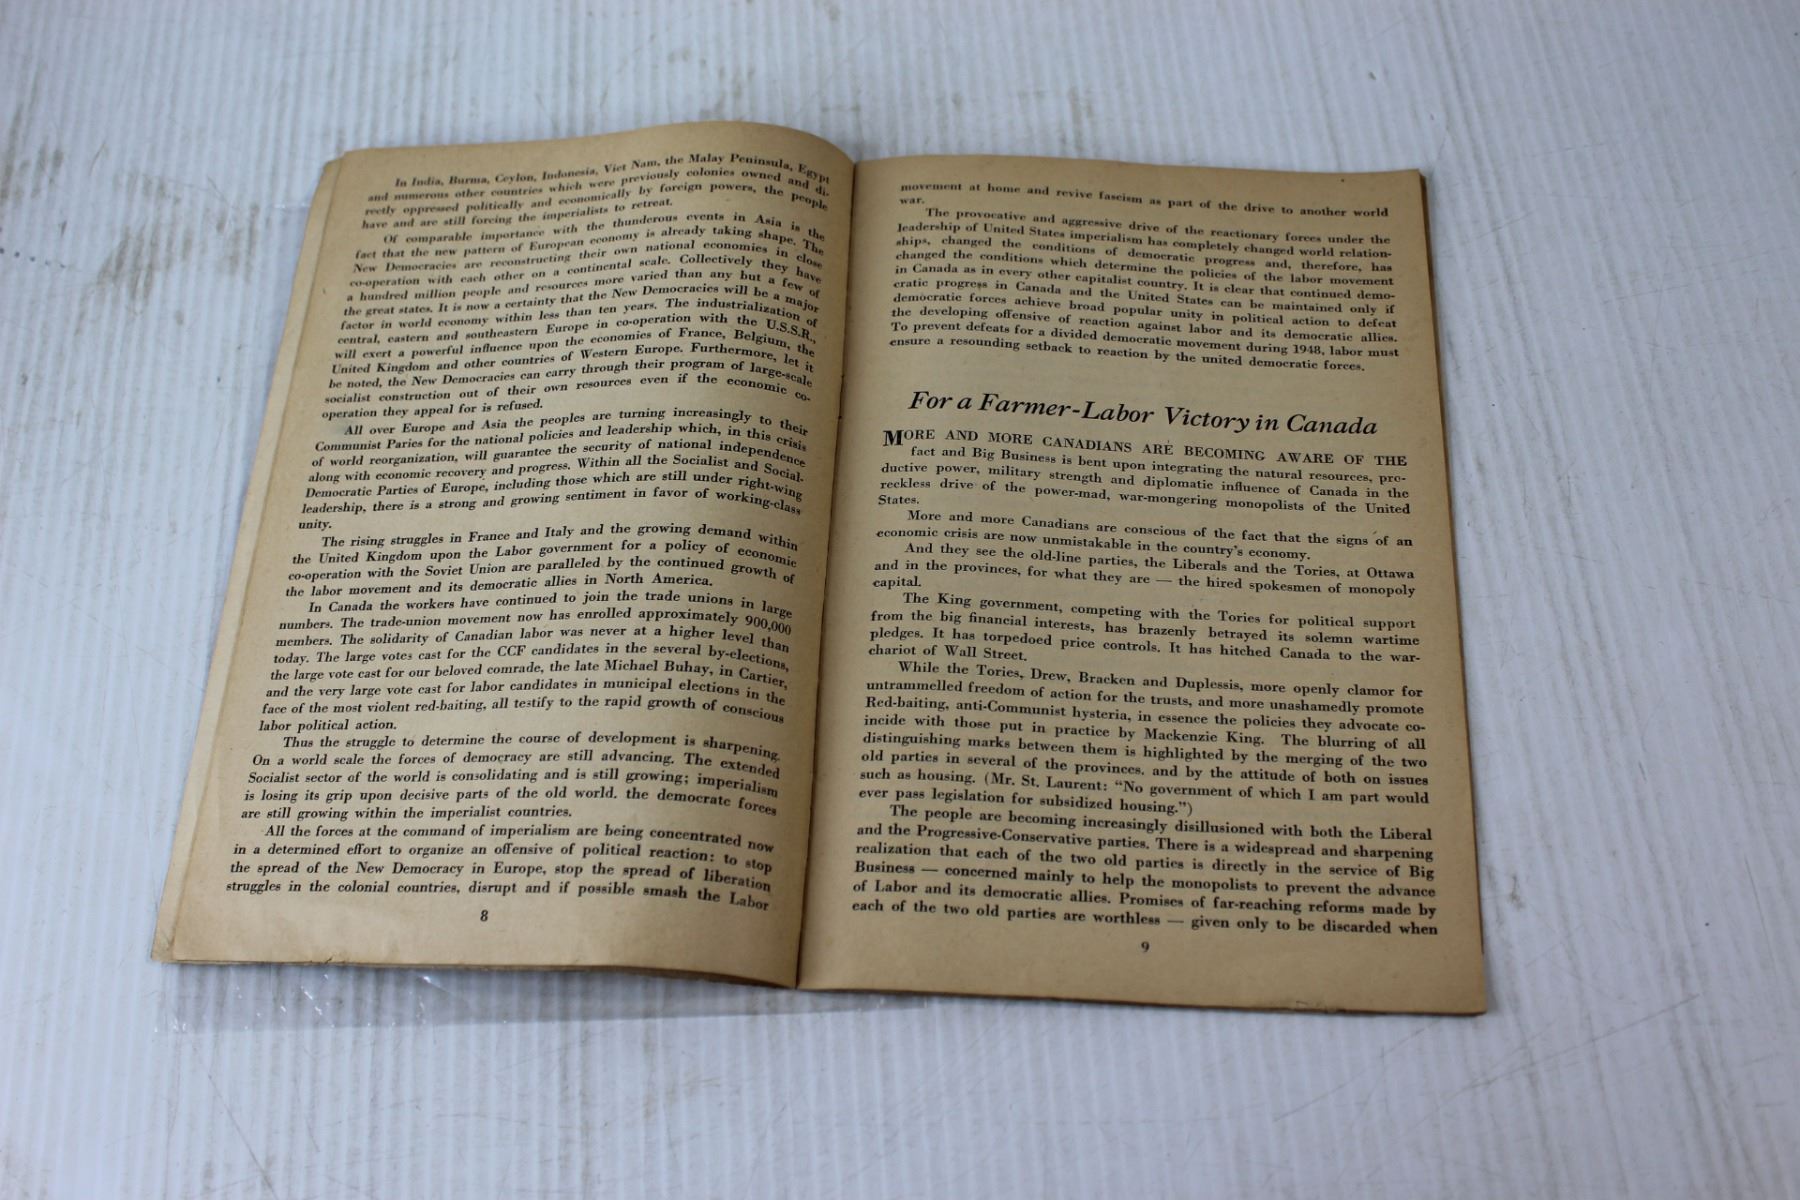 In India, Burma, Ceylon, Indonesia, Viet Nam, the Malay Peninsula, Egypt
and numerous other countries which were previously colonies owned and di-
rectly oppressed politically and economically by foreign powers, the people
have and are still forcing the imperialists to retreat.
Of comparable importance with the thunderous events in Asia is the
fact that the new pattern of European economy is already taking shape. The
New Democracies are reconstructing their own national economies in close
co-operation with each other on a continental scale. Collectively they have
a hundred million people and resources more varied than any but a few of
the great states. It is now a certainty that the New Democracies will be a major
factor in world economy within less than ten years. The industrialization of
central, eastern and southeastern Europe in co-operation with the U.S.S.R.,
will exert a powerful influence upon the economies of France, Belgium, the
United Kingdom and other countries of Western Europe. Furthermore, let it
be noted, the New Democracies can carry through their program of large-scale
socialist construction out of their own resources even if the economic co-
operation they appeal for is refused.
All over Europe and Asia the peoples are turning increasingly to their
Communist Paries for the national policies and leadership which, in this crisis
of world reorganization, will guarantee the security of national independence
along with economic recovery and progress. Within all the Socialist and Social-
Democratic Parties of Europe, including those which are still under right-wing
leadership, there is a strong and growing sentiment in favor of working-class
unity.
The rising struggles in France and Italy and the growing demand within
the United Kingdom upon the Labor government for a policy of economic
co-operation with the Soviet Union are paralleled by the continued growth of
the labor movement and its democratic allies in North America.
In Canada the workers have continued to join the trade unions in large
numbers. The trade-union movement now has enrolled approximately 900,000
members. The solidarity of Canadian labor was never at a higher level than
today. The large votes cast for the CCF candidates in the several by-elections,
the large vote cast for our beloved comrade, the late Michael Buhay, in Cartier,
and the very large vote cast for labor candidates in municipal elections in the
face of the most violent red-baiting, all testify to the rapid growth of conscious
labor political action.
Thus the struggle to determine the course of development is sharpening.
On a world scale the forces of democracy are still advancing. The extended
Socialist sector of the world is consolidating and is still growing; imperialism
is losing its grip upon decisive parts of the old world. the democrate forces
are still growing within the imperialist countries.
All the forces at the command of imperialism are being concentrated now
in a determined effort to organize an offensive of political reaction: to stop
the spread of the New Democracy in Europe, stop the spread of liberation
struggles in the colonial countries, disrupt and if possible smash the Labor
8
movement at home and revive fascism as part of the drive to another world
war.
The provocative and aggressive drive of the reactionary forces under the
leadership of United States imperialism has completely changed world relation-
ships, changed the conditions of democratic progress and, therefore, has
changed the conditions which determine the policies of the labor movement
in Canada as in every other capitalist country. It is clear that continued demo-
cratic progress in Canada and the United States can be maintained only if
democratic forces achieve broad popular unity in political action to defeat
the developing offensive of reaction against labor and its democratic allies.
To prevent defeats for a divided democratic movement during 1948, labor must
ensure a resounding setback to reaction by the united democratic forces.
For a Farmer-Labor Victory in Canada
MORE AND MORE CANADIANS ARE BECOMING AWARE OF THE
fact and Big Business is bent upon integrating the natural resources, pro-
ductive power, military strength and diplomatic influence of Canada in the
reckless drive of the power-mad, war-mongering monopolists of the United
States.
More and more Canadians are conscious of the fact that the signs of an
economic crisis are now unmistakable in the country's economy.
And they see the old-line parties, the Liberals and the Tories, at Ottawa
and in the provinces, for what they are — the hired spokesmen of monopoly
capital.
The King government, competing with the Tories for political support
from the big financial interests, has brazenly betrayed its solemn wartime
pledges. It has torpedoed price controls. It has hitched Canada to the war-
chariot of Wall Street.
While the Tories, Drew, Bracken and Duplessis, more openly clamor for
untrammelled freedom of action for the trusts, and more unashamedly promote
Red-baiting, anti-Communist hysteria, in essence the policies they advocate co-
incide with those put in practice by Mackenzie King. The blurring of all
distinguishing marks between them is highlighted by the merging of the two
old parties in several of the provinces. and by the attitude of both on issues
such as housing. (Mr. St. Laurent: "No government of which I am part would
ever pass legislation for subsidized housing.")
The people are becoming increasingly disillusioned with both the Liberal
and the Progressive-Conservative parties. There is a widespread and sharpening
realization that each of the two old parties is directly in the service of Big
Business — concerned mainly to help the monopolists to prevent the advance
of Labor and its democratic allies. Promises of far-reaching reforms made by
each of the two old parties are worthless — given only to be discarded when
9